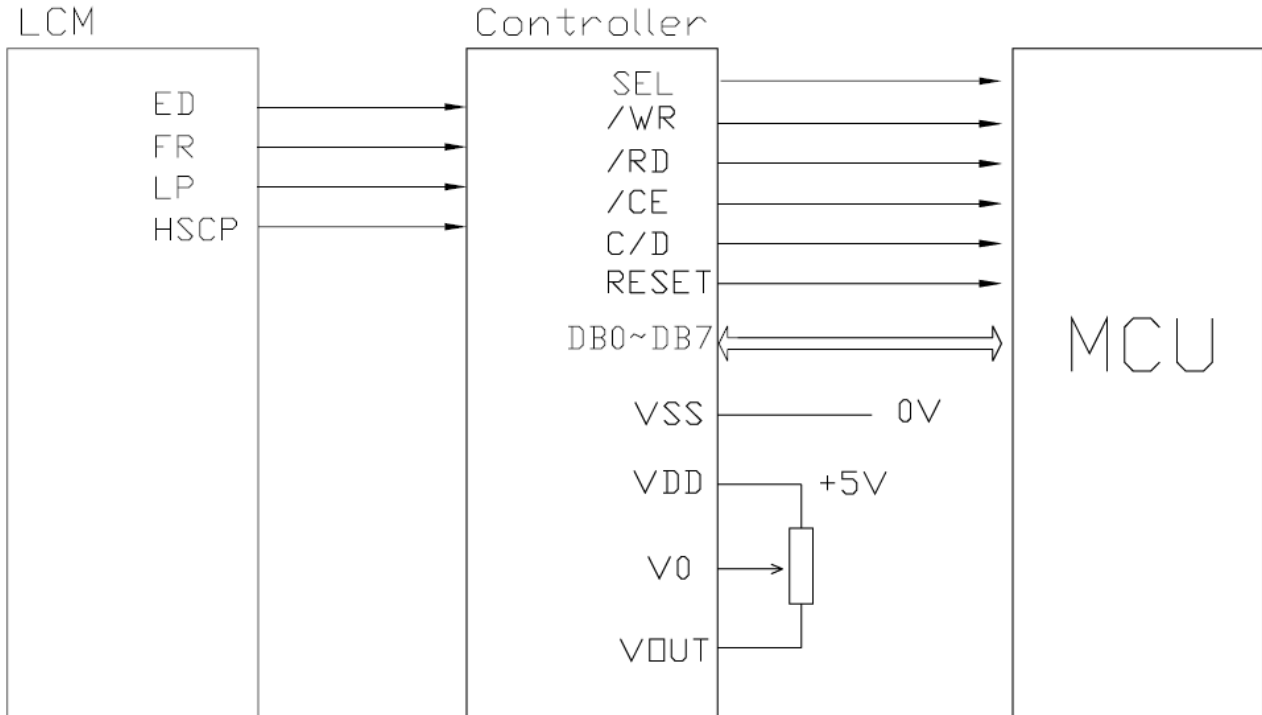 LCM
Controller
ED
FR
LP
HSCP
SEL
/WR
/RD
/CE
C/D
RESET
DB0~DB7
VSS
0V
VDD
+5V
V0
VOUT
MCU